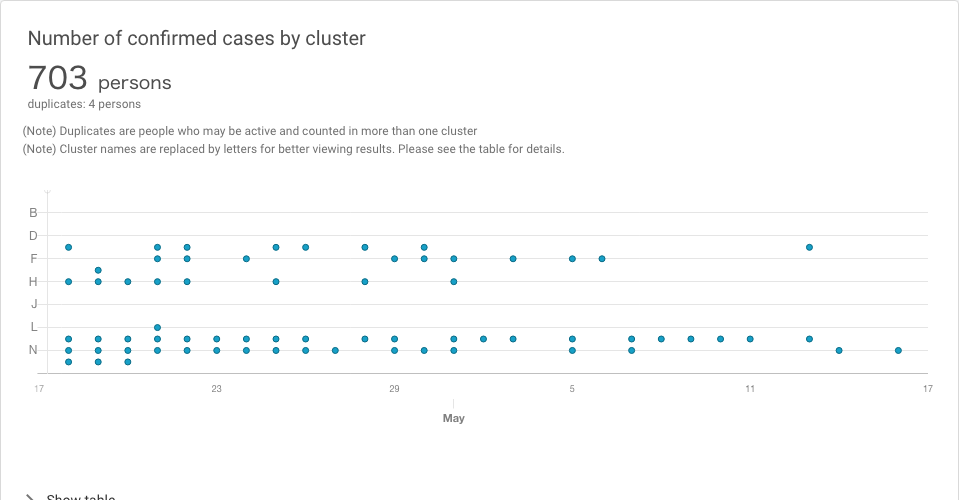 Number of confirmed cases by cluster
703 persons
duplicates: 4 persons
(Note) Duplicates are people who may be active and counted in more than one cluster
(Note) Cluster names are replaced by letters for better viewing results. Please see the table for details.
B
D
F
H
J
L
N
17 23 29 5 11 17
May
Show table